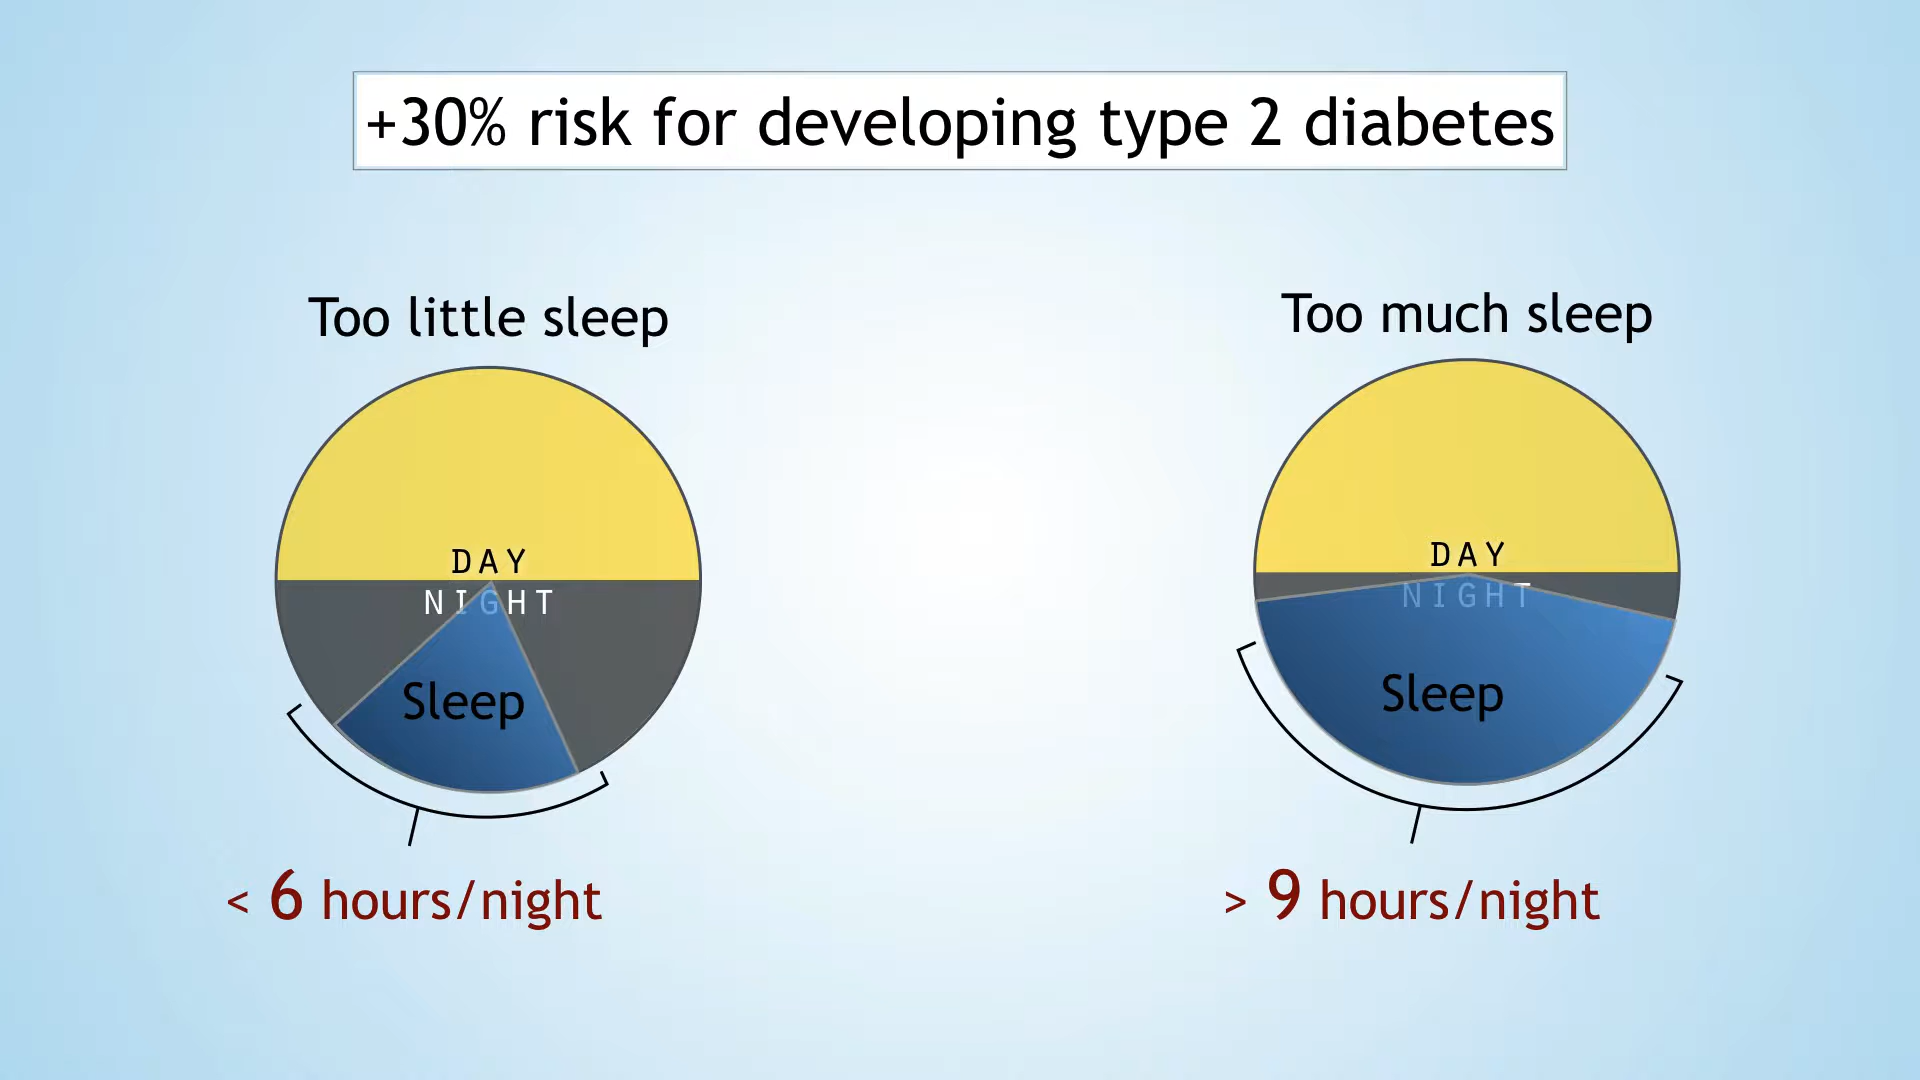 +30% risk for developing type 2 diabetes
Too little sleep
DAY
NIGHT
Sleep
< 6 hours/night
Too much sleep
DAY
NIGHT
Sleep
> 9 hours/night